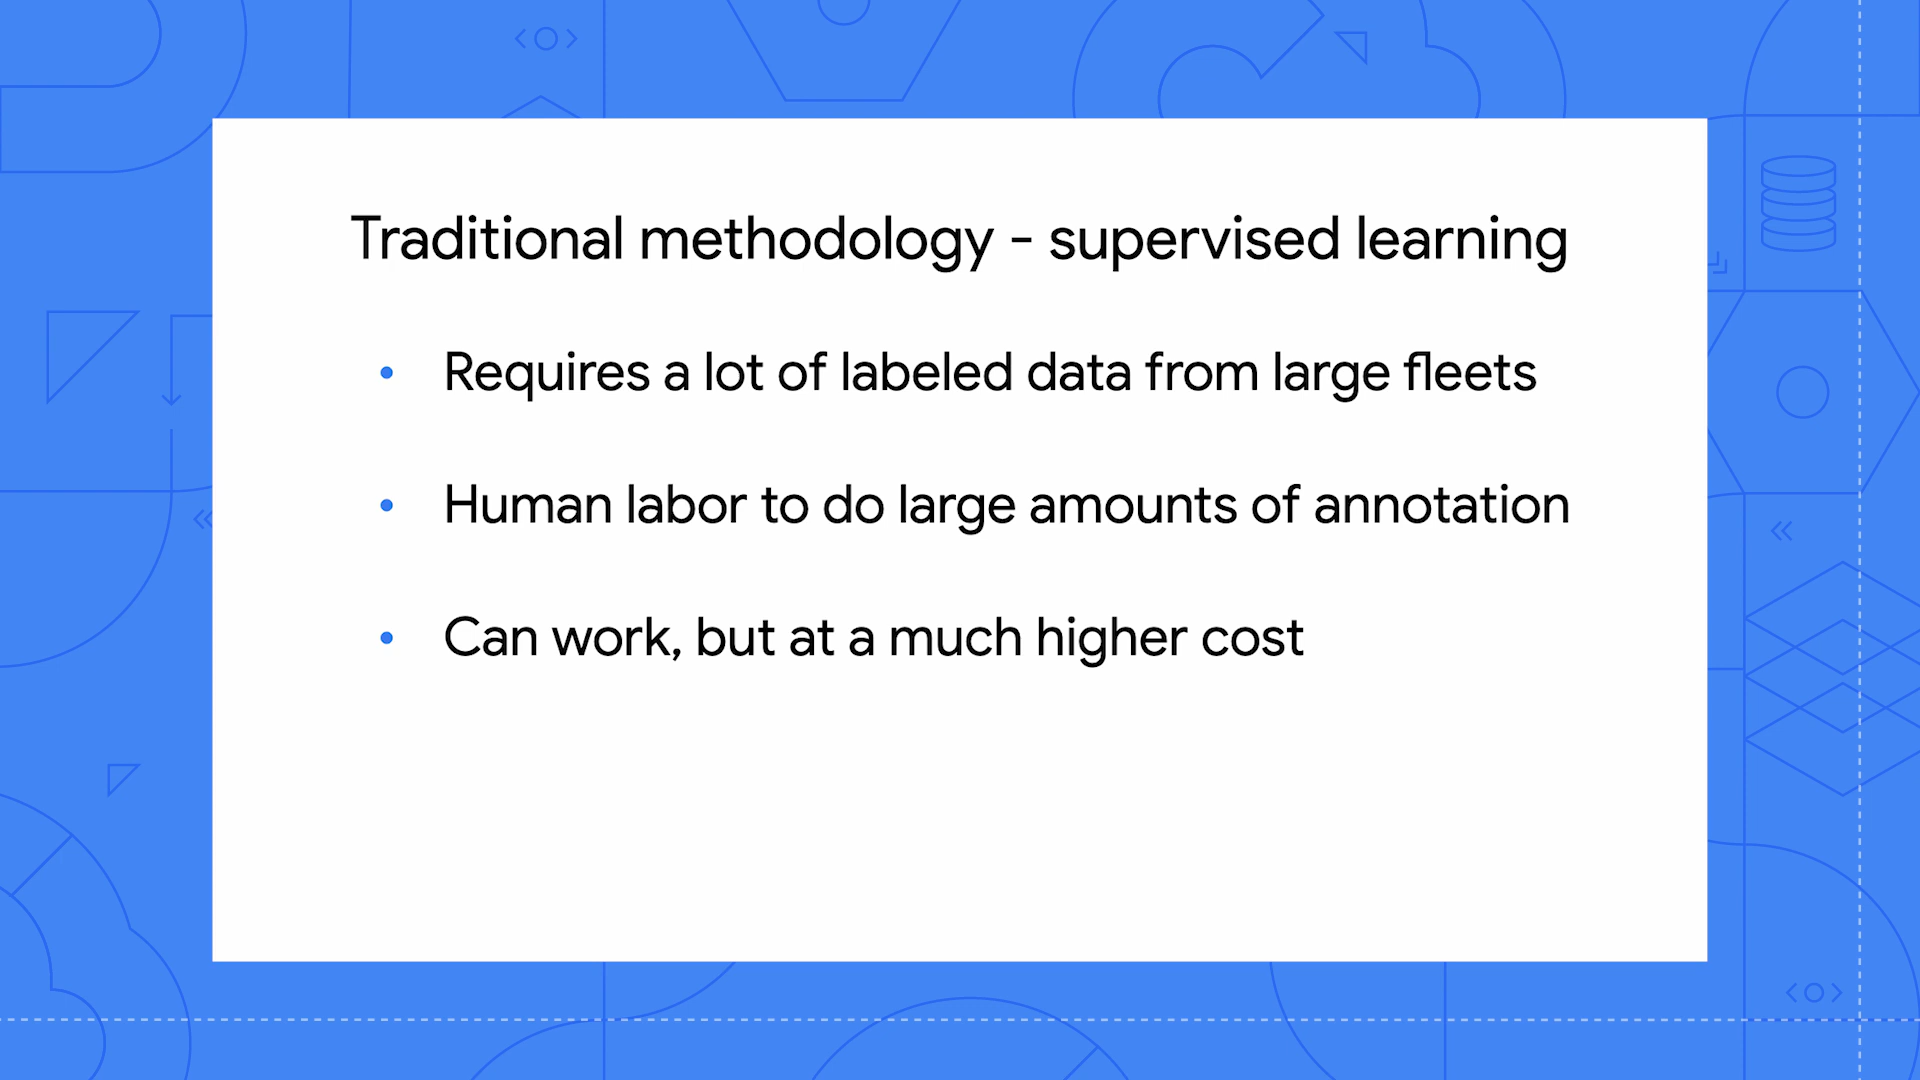 Traditional methodology - supervised learning
• Requires a lot of labeled data from large fleets
• Human labor to do large amounts of annotation
• Can work, but at a much higher cost